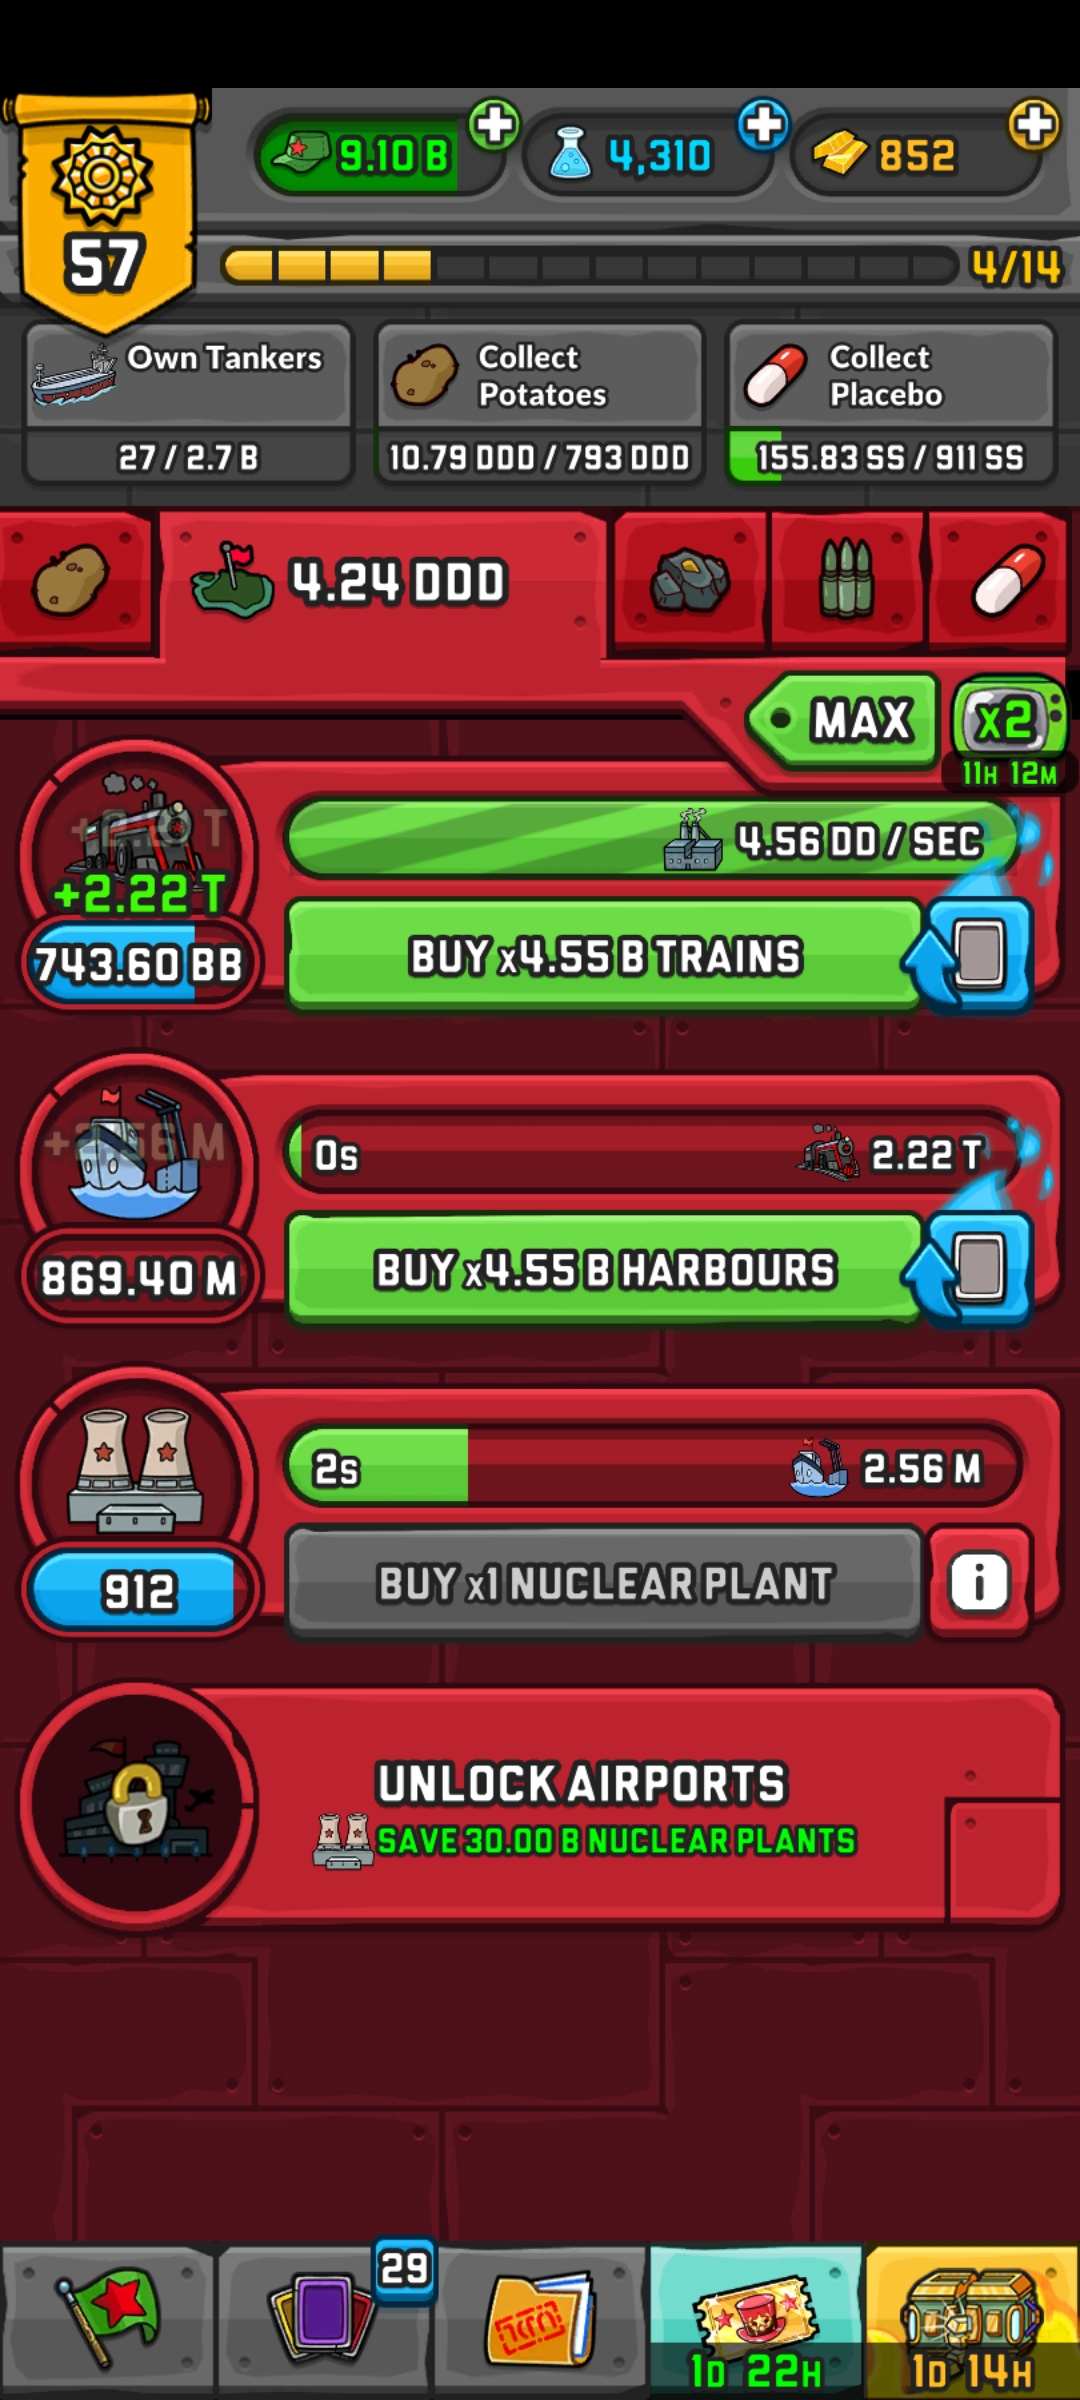 9.10 B
4,310
852
57
4/14
Own Tankers
27 / 2.7 B
Collect
Potatoes
10.79 DDD / 793 DDD
Collect
Placebo
155.83 SS / 911 SS
4.24 DDD
MAX
x2
11H 12M
4.56 DD / SEC
+2.22 T
743.60 BB
BUY x4.55 B TRAINS
0s
2.22 T
+2.56 M
869.40 M
BUY x4.55 B HARBOURS
2s
2.56 M
912
BUY x1 NUCLEAR PLANT
i
UNLOCK AIRPORTS
SAVE 30.00 B NUCLEAR PLANTS
29
1D 22H
1D 14H